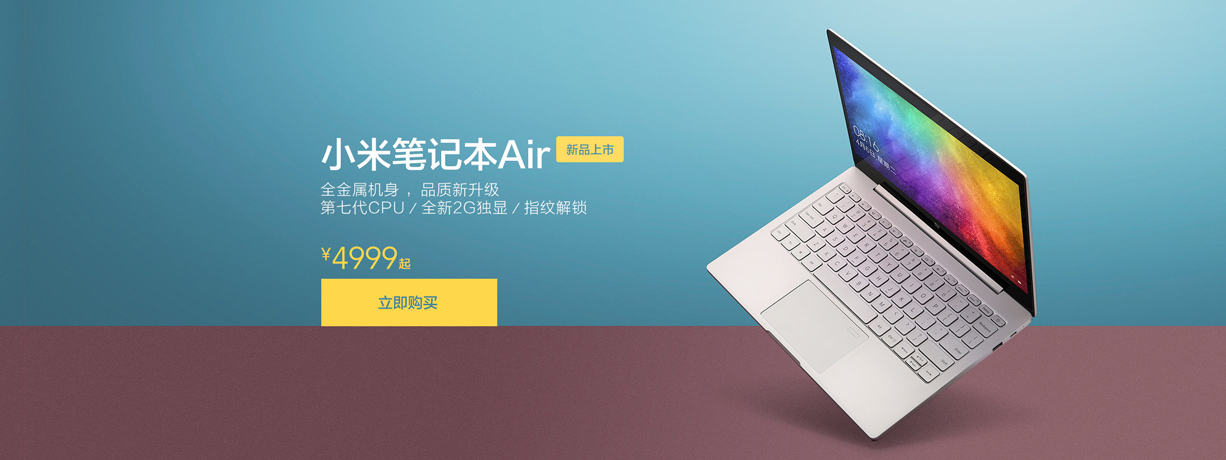 小米笔记本Air 新品上市
全金属机身，品质新升级
第七代CPU / 全新2G独显 / 指纹解锁
¥4999起
立即购买
08:16